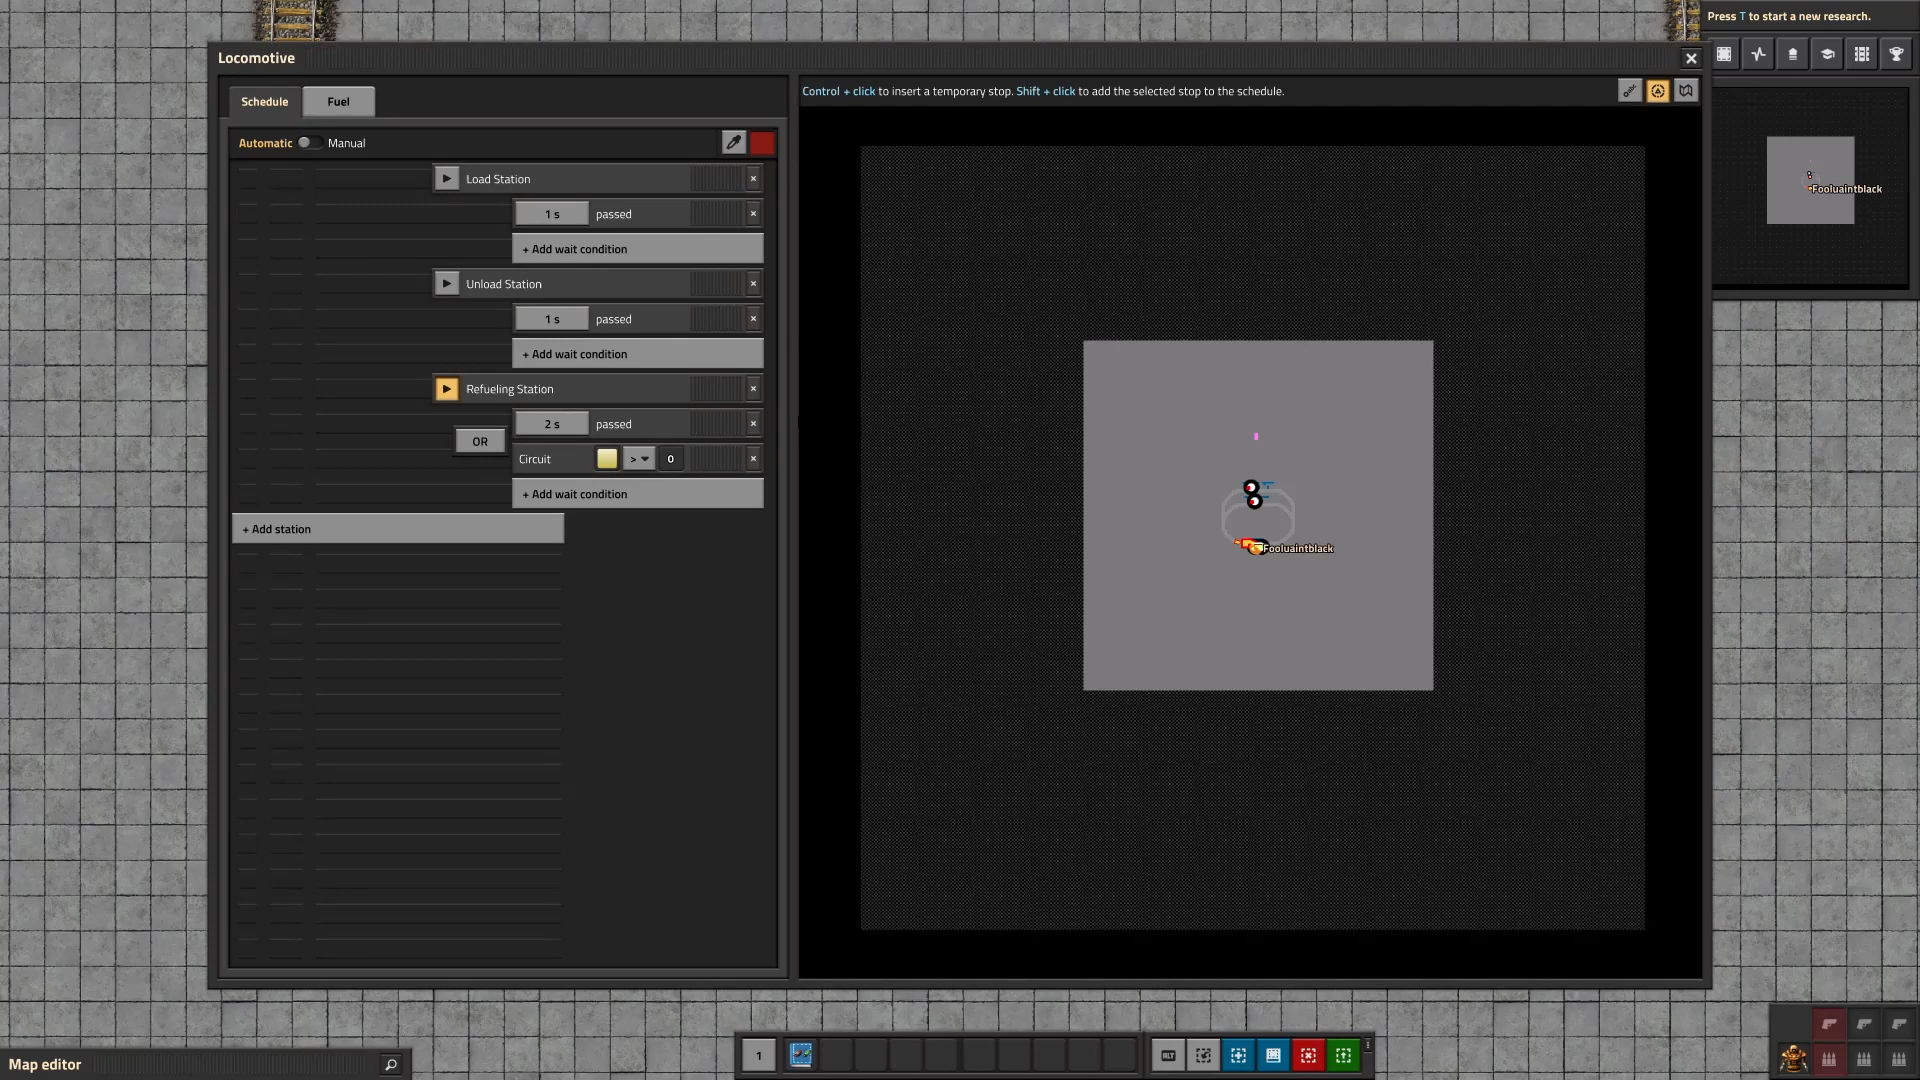 Press T to start a new research.
Locomotive
Schedule
Fuel
Control + click to insert a temporary stop. Shift + click to add the selected stop to the schedule.
Automatic
Manual
Load Station
1 s
passed
+ Add wait condition
Unload Station
1 s
passed
+ Add wait condition
Refueling Station
2 s
passed
OR
Circuit
>
0
+ Add wait condition
+ Add station
Fooluaintblack
Fooluaintblack
Map editor
1
ALT